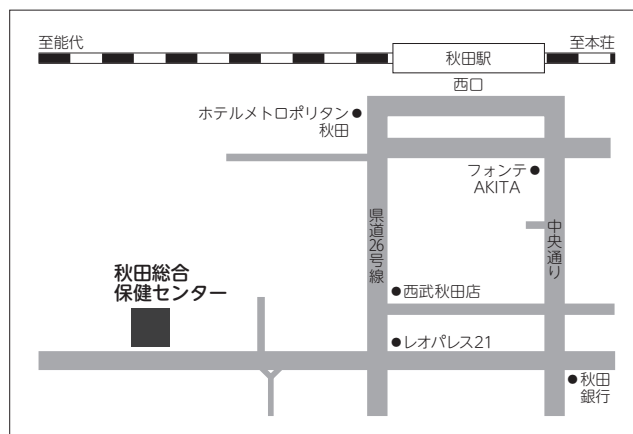 至能代
秋田駅
至本荘
西口
ホテルメトロポリタン
秋田
フォンテ
AKITA
県道26号線
中央通り
秋田総合
保健センター
西武秋田店
レオパレス21
秋田
銀行